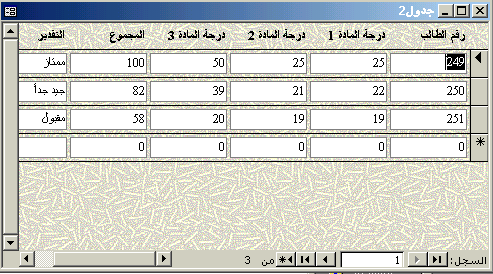 جدول2
رقم الطالب درجة المادة 1 درجة المادة 2 درجة المادة 3 المجموع التقدير
249 25 25 50 100 ممتاز
250 22 21 39 82 جيد جداً
251 19 19 20 58 مقبول
0 0 0 0 0
السجل: 1 من 3